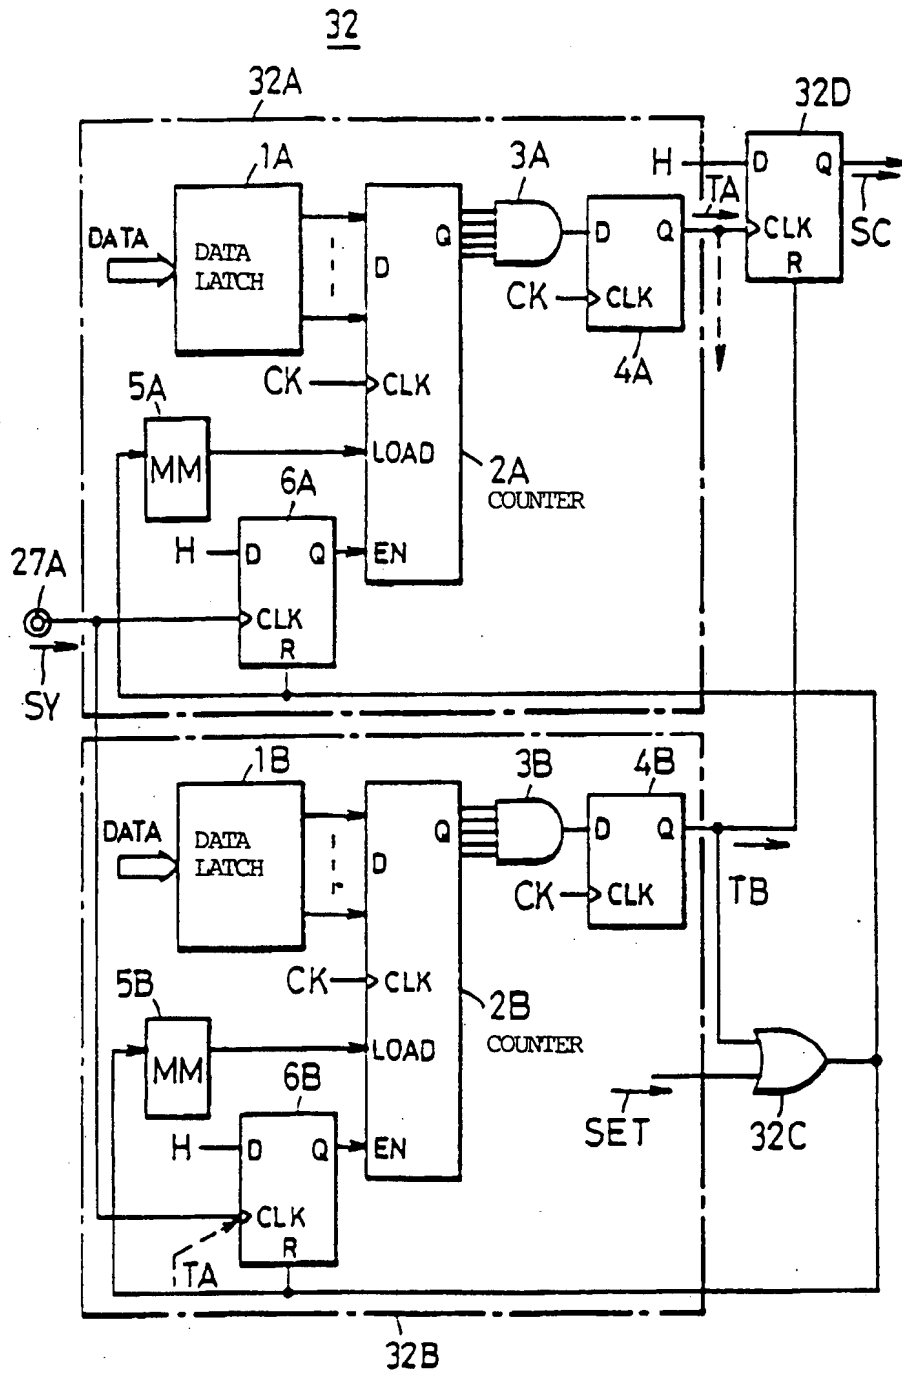 32
32A
32D
1A
3A
H
D
Q
TA
SC
DATA
DATA
LATCH
D
Q
D
Q
CLK
R
CK
CLK
4A
CK
CLK
5A
MM
LOAD
2A
COUNTER
6A
H
D
Q
EN
27A
CLK
R
SY
1B
3B
4B
DATA
DATA
LATCH
D
Q
D
Q
CK
CLK
TB
CK
CLK
5B
MM
LOAD
2B
COUNTER
6B
SET
32C
H
D
Q
EN
CLK
R
TA
32B